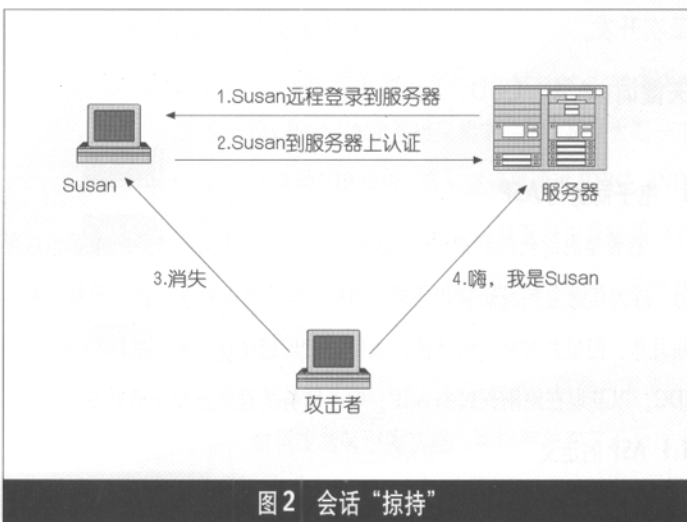 1.Susan远程登录到服务器
2.Susan到服务器上认证
Susan
服务器
3.消失
4.嗨，我是Susan
攻击者
图2 会话“掠持”